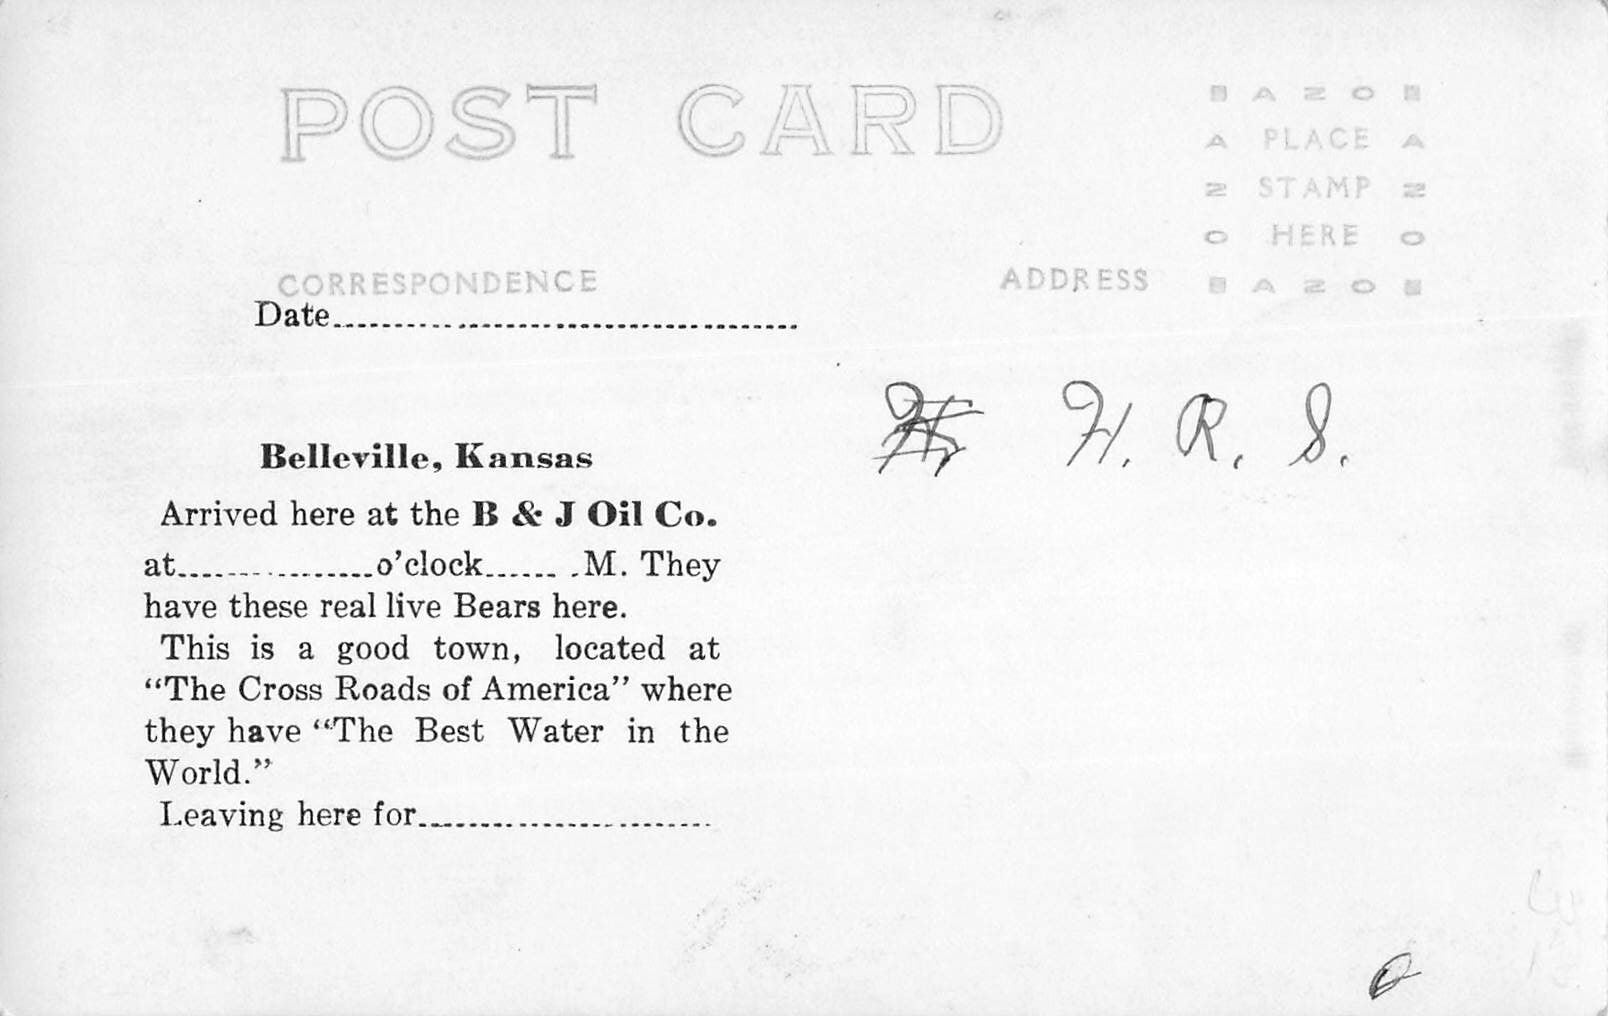 POST CARD
B A Z O B
A PLACE A
Z STAMP Z
O HERE O
B A Z O B
CORRESPONDENCE
ADDRESS
Date
H. R. S.
Belleville, Kansas
Arrived here at the B & J Oil Co.
at................o'clock...... .M. They
have these real live Bears here.
This is a good town, located at
“The Cross Roads of America” where
they have “The Best Water in the
World.”
Leaving here for